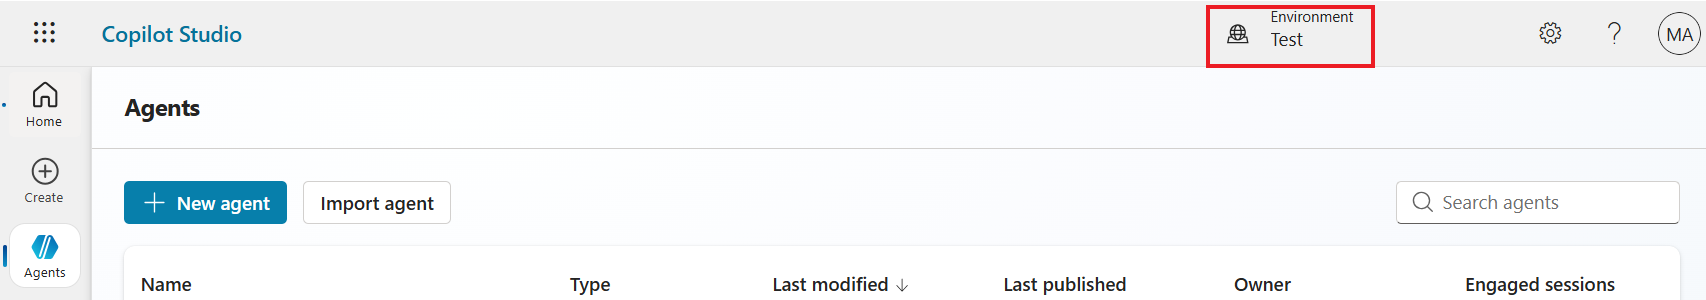 Copilot Studio
Environment
Test
?
MA
Home
Create
Agents
Agents
New agent
Import agent
Search agents
Name Type Last modified ↓ Last published Owner Engaged sessions